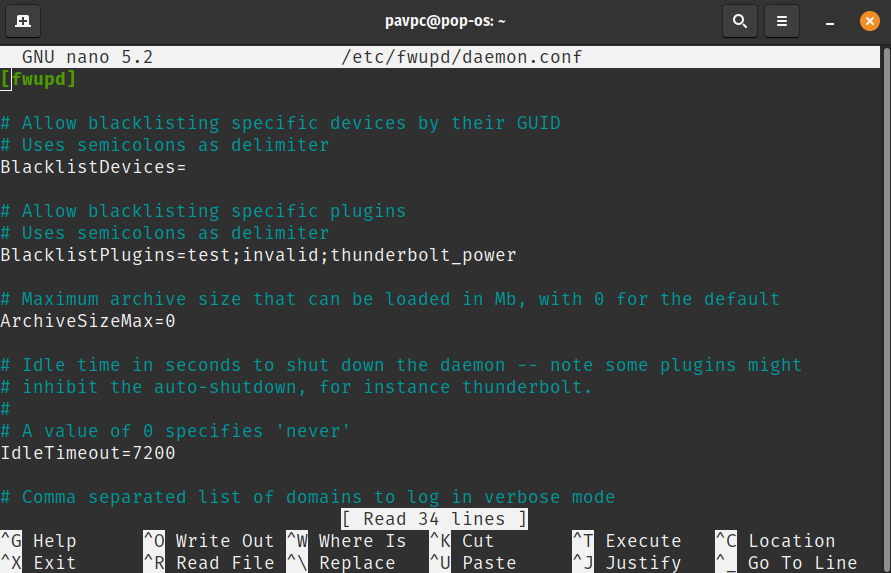 pavpc@pop-os: ~
GNU nano 5.2 /etc/fwupd/daemon.conf
[fwupd]
# Allow blacklisting specific devices by their GUID
# Uses semicolons as delimiter
BlacklistDevices=
# Allow blacklisting specific plugins
# Uses semicolons as delimiter
BlacklistPlugins=test;invalid;thunderbolt_power
# Maximum archive size that can be loaded in Mb, with 0 for the default
ArchiveSizeMax=0
# Idle time in seconds to shut down the daemon -- note some plugins might
# inhibit the auto-shutdown, for instance thunderbolt.
#
# A value of 0 specifies 'never'
IdleTimeout=7200
# Comma separated list of domains to log in verbose mode
[ Read 34 lines ]
^G Help ^O Write Out ^W Where Is ^K Cut ^T Execute ^C Location
^X Exit ^R Read File ^\ Replace ^U Paste ^J Justify ^_ Go To Line